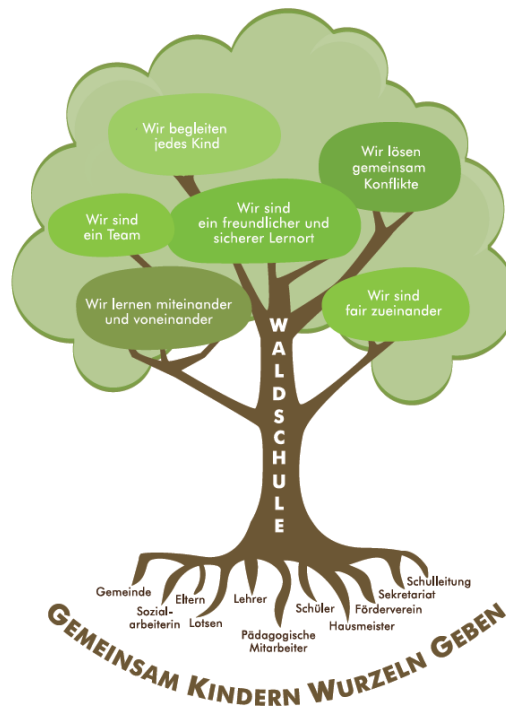 Wir begleiten
jedes Kind
Wir lösen
gemeinsam
Konflikte
Wir sind
ein Team
Wir sind
ein freundlicher und
sicherer Lernort
Wir lernen miteinander
und voneinander
Wir sind
fair zueinander
WALDSCHULE
Gemeinde
Sozial-
arbeiterin
Eltern
Lotsen
Lehrer
Pädagogische
Mitarbeiter
Schüler
Hausmeister
Förderverein
Sekretariat
Schulleitung
GEMEINSAM KINDERN WURZELN GEBEN